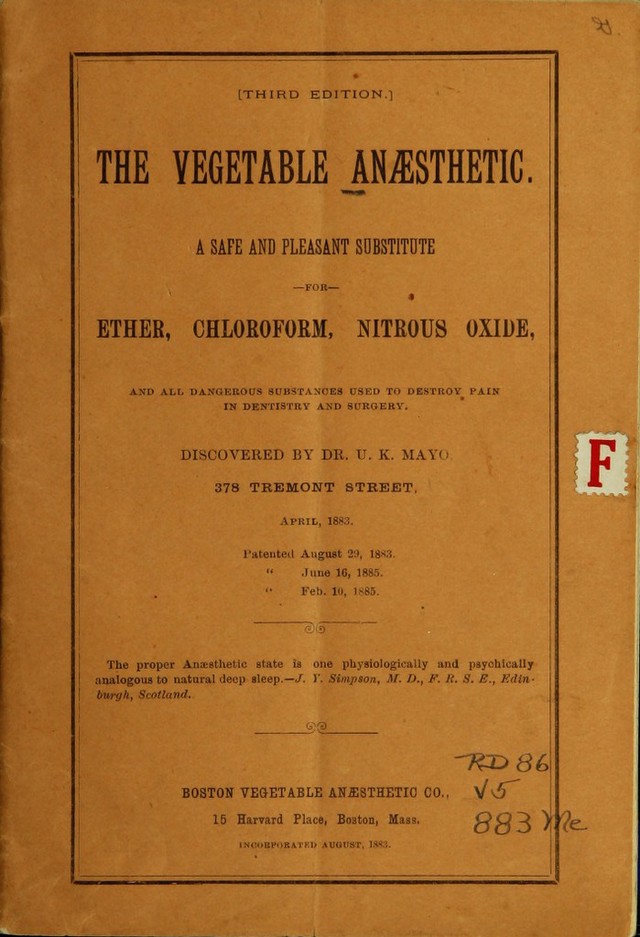 [THIRD EDITION.]
THE VEGETABLE ANÆSTHETIC.
A SAFE AND PLEASANT SUBSTITUTE
—FOR—
ETHER, CHLOROFORM, NITROUS OXIDE,
AND ALL DANGEROUS SUBSTANCES USED TO DESTROY PAIN
IN DENTISTRY AND SURGERY.
DISCOVERED BY DR. U. K. MAYO
378 TREMONT STREET,
APRIL, 1883.
Patented August 29, 1883.
" June 16, 1885.
" Feb. 10, 1885.
The proper Anæsthetic state is one physiologically and psychically
analogous to natural deep sleep.—J. Y. Simpson, M. D., F. R. S. E., Edin-
burgh, Scotland.
BOSTON VEGETABLE ANÆSTHETIC CO.,
15 Harvard Place, Boston, Mass.
INCORPORATED AUGUST, 1883.
RD 86
V5
883 Me
F